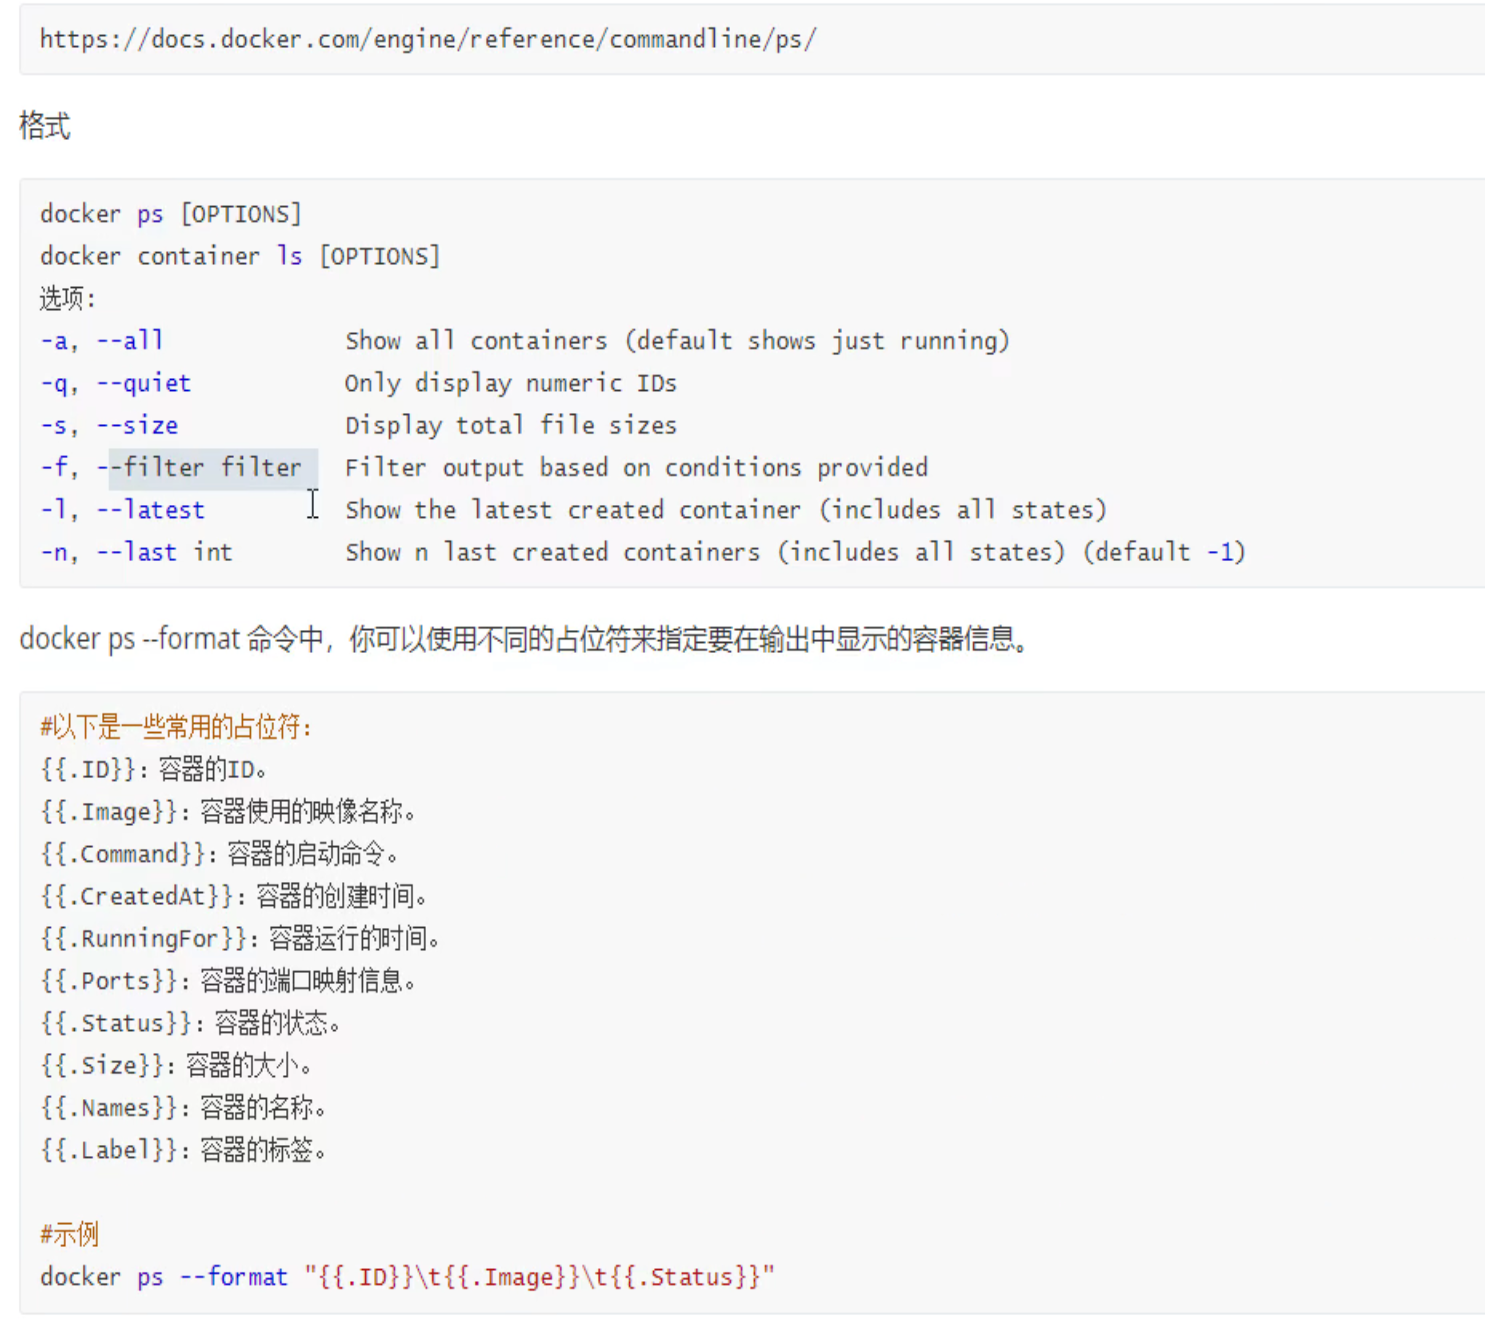 https://docs.docker.com/engine/reference/commandline/ps/
格式
docker ps [OPTIONS]
docker container ls [OPTIONS]
选项：
-a, --all Show all containers (default shows just running)
-q, --quiet Only display numeric IDs
-s, --size Display total file sizes
-f, --filter filter Filter output based on conditions provided
-l, --latest Show the latest created container (includes all states)
-n, --last int Show n last created containers (includes all states) (default -1)
docker ps --format 命令中，你可以使用不同的占位符来指定要在输出中显示的容器信息。
#以下是一些常用的占位符：
{{.ID}}：容器的ID。
{{.Image}}：容器使用的映像名称。
{{.Command}}：容器的启动命令。
{{.CreatedAt}}：容器的创建时间。
{{.RunningFor}}：容器运行的时间。
{{.Ports}}：容器的端口映射信息。
{{.Status}}：容器的状态。
{{.Size}}：容器的大小。
{{.Names}}：容器的名称。
{{.Label}}：容器的标签。
#示例
docker ps --format "{{.ID}}\t{{.Image}}\t{{.Status}}"